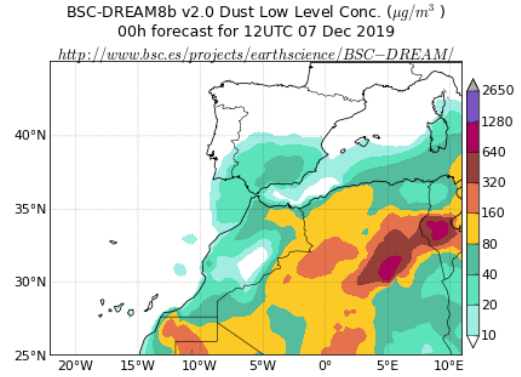 BSC-DREAM8b v2.0 Dust Low Level Conc. (μg/m³ )
00h forecast for 12UTC 07 Dec 2019
http://www.bsc.es/projects/earthscience/BSC−DREAM/
2650
1280
640
320
160
80
40
20
10
40°N
35°N
30°N
25°N
20°W 15°W 10°W 5°W 0° 5°E 10°E